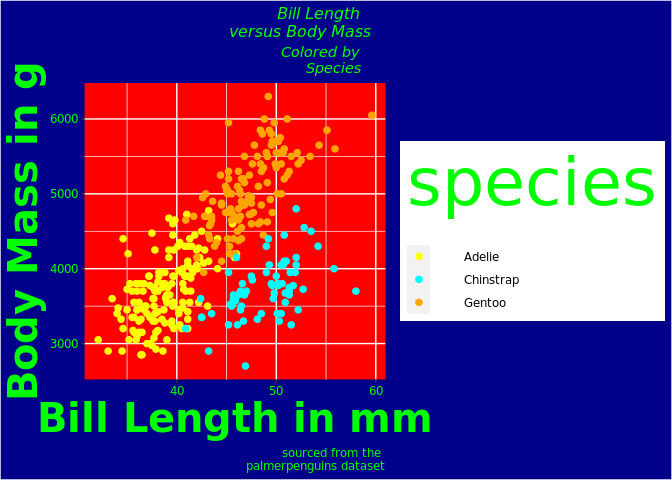 Bill Length
versus Body Mass
Colored by
Species
Body Mass in g
6000
5000
4000
3000
40
50
60
Bill Length in mm
species
Adelie
Chinstrap
Gentoo
sourced from the
palmerpenguins dataset